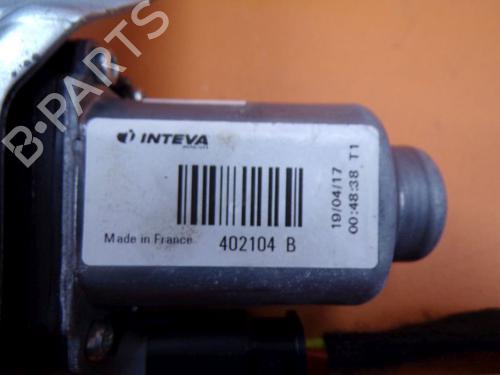 B-PARTS
INTEVA
19/04/17
00:48:38 T1
Made in France
402104 B